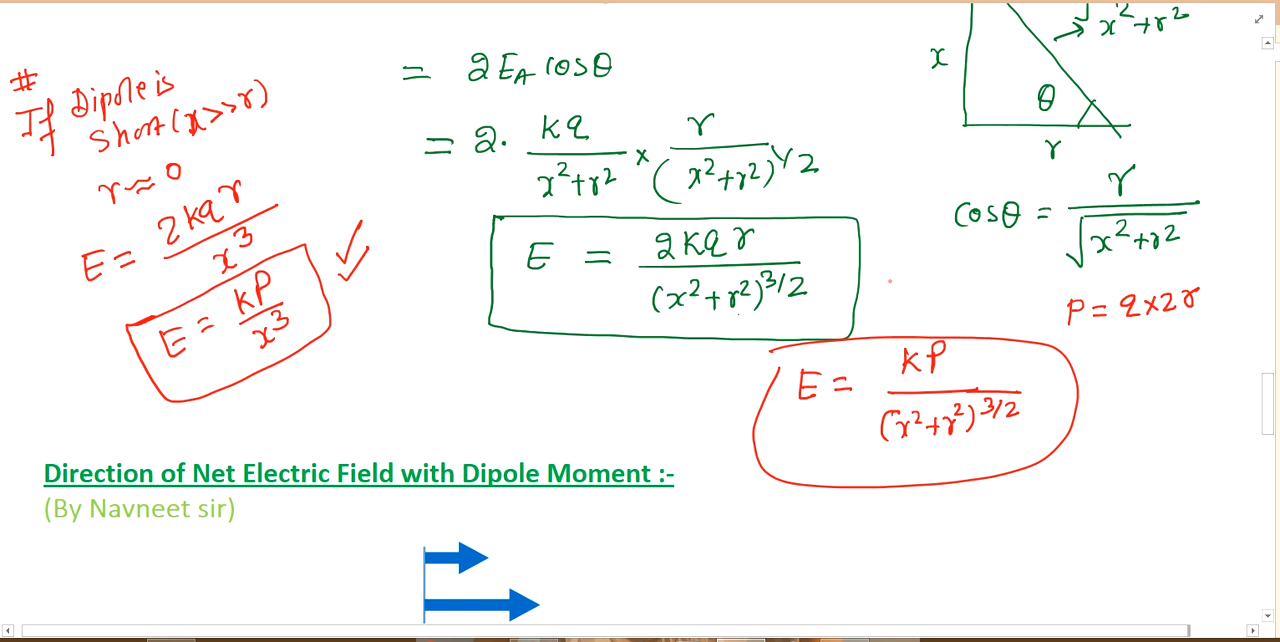 √x²+r²
x
θ
r
= 2E_A cosθ
= 2· kq/(x²+r²) × r/(x²+r²)^1/2
E = 2kqr/(x²+r²)^3/2
cosθ = r/√x²+r²
P = q×2r
E = kP/(x²+r²)^3/2
#
If Dipole is
short (x>>r)
r≈0
E = 2kqr/x³
E = kP/x³
Direction of Net Electric Field with Dipole Moment :-
(By Navneet sir)